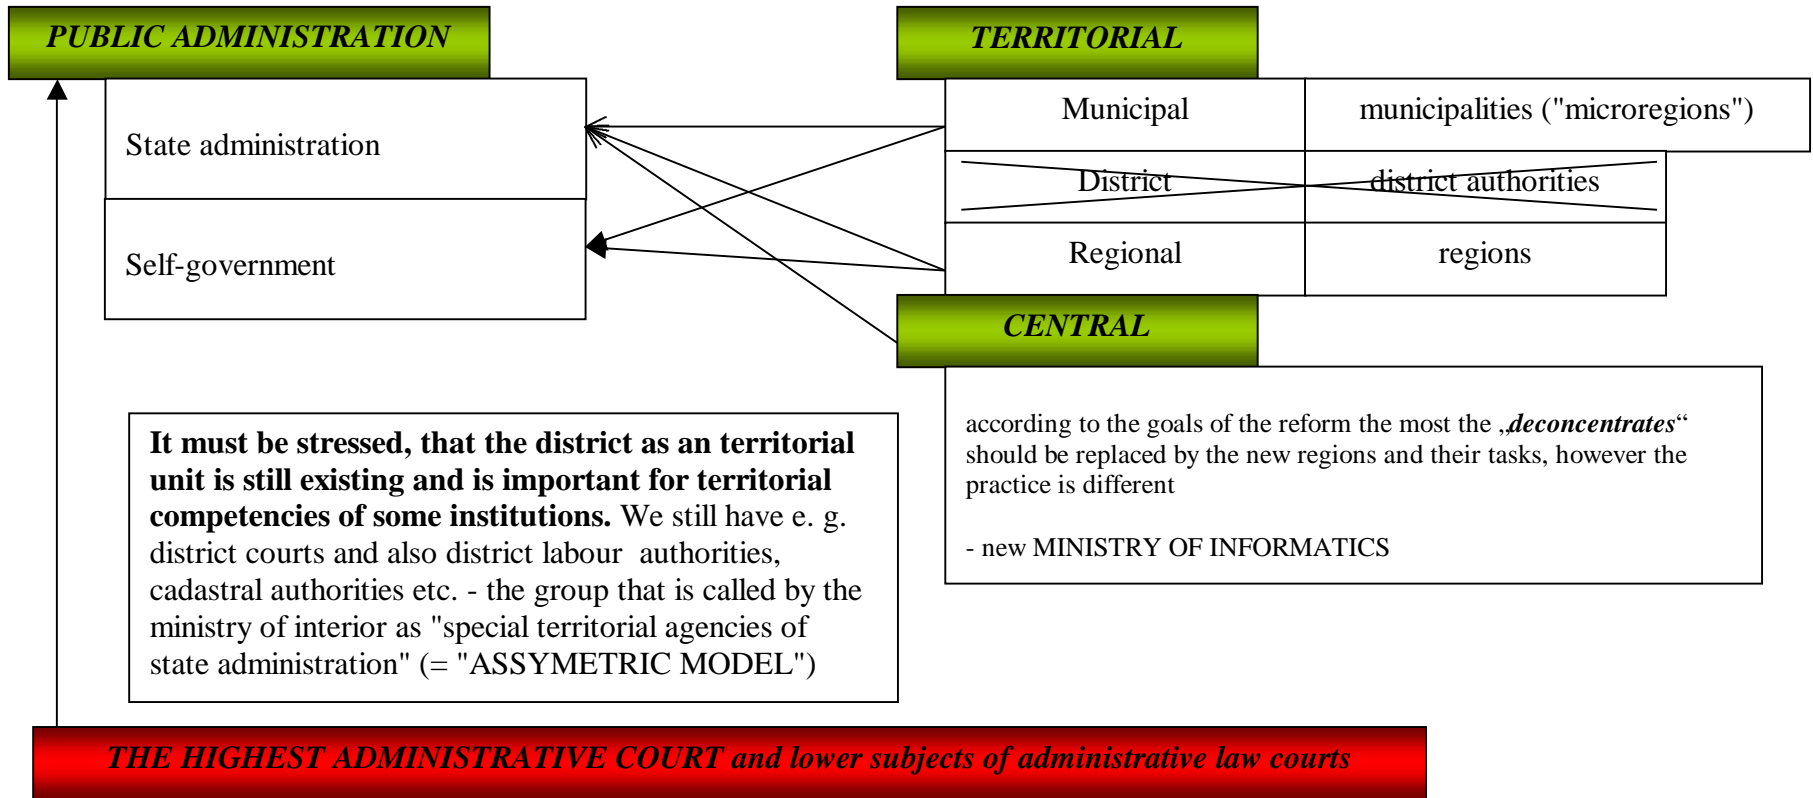 PUBLIC ADMINISTRATION
State administration
Self-government
TERRITORIAL
Municipal municipalities ("microregions")
District district authorities
Regional regions
CENTRAL
according to the goals of the reform the most the „deconcentrates“
should be replaced by the new regions and their tasks, however the
practice is different
- new MINISTRY OF INFORMATICS
It must be stressed, that the district as an territorial
unit is still existing and is important for territorial
competencies of some institutions. We still have e. g.
district courts and also district labour authorities,
cadastral authorities etc. - the group that is called by the
ministry of interior as "special territorial agencies of
state administration" (= "ASSYMETRIC MODEL")
THE HIGHEST ADMINISTRATIVE COURT and lower subjects of administrative law courts